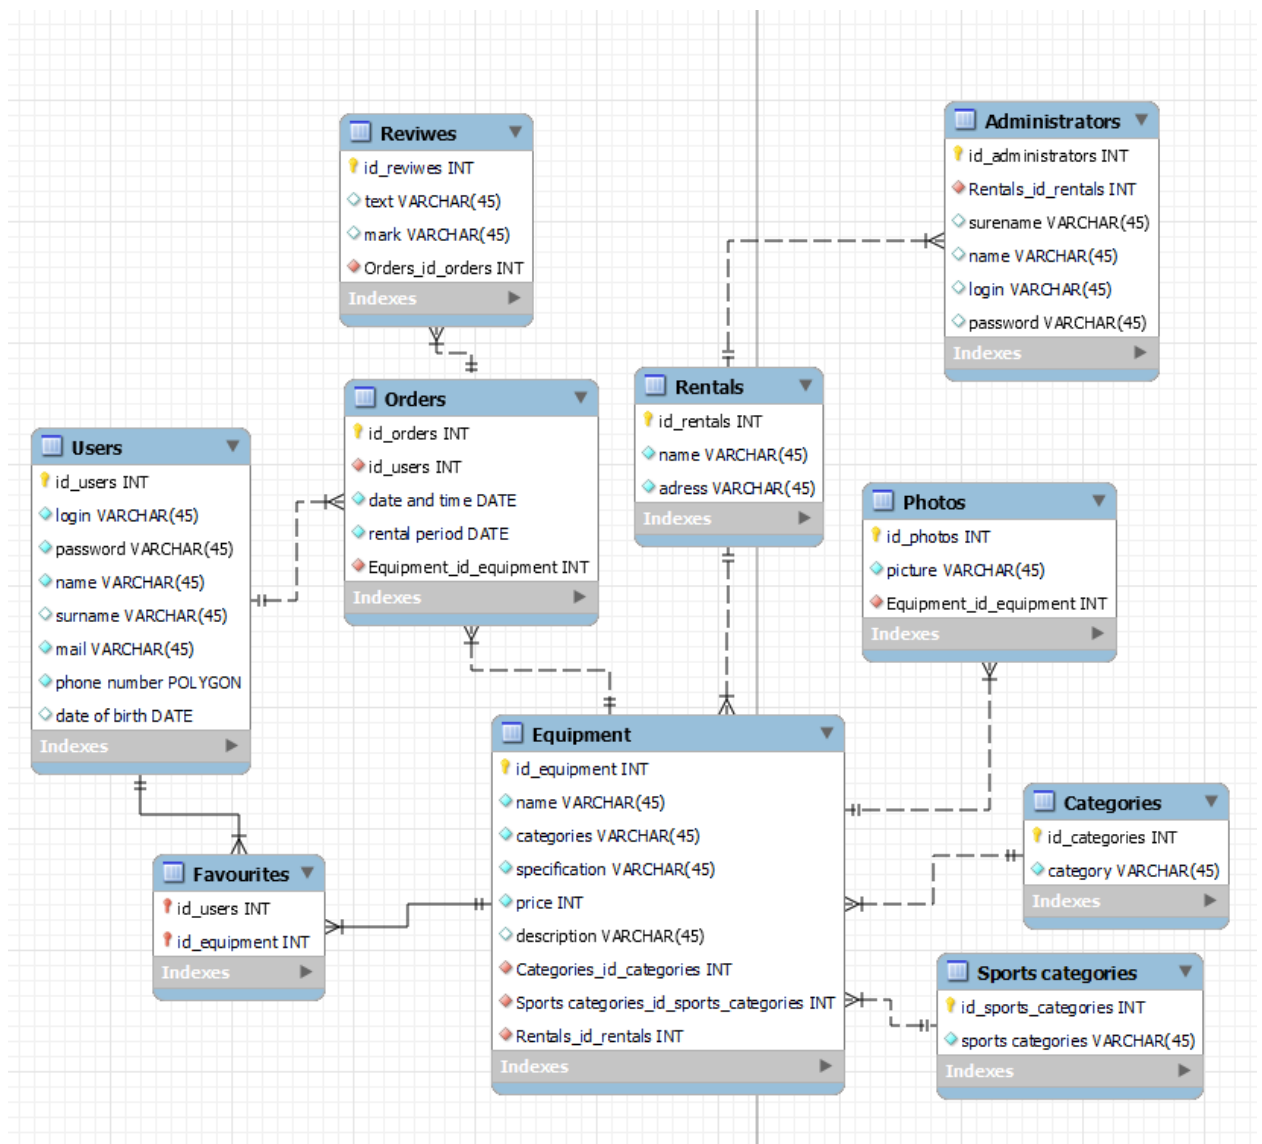 Reviwes
id_reviwes INT
text VARCHAR(45)
mark VARCHAR(45)
Orders_id_orders INT
Indexes
Administrators
id_administrators INT
Rentals_id_rentals INT
surename VARCHAR(45)
name VARCHAR(45)
login VARCHAR(45)
password VARCHAR(45)
Indexes
Users
id_users INT
login VARCHAR(45)
password VARCHAR(45)
name VARCHAR(45)
surname VARCHAR(45)
mail VARCHAR(45)
phone number POLYGON
date of birth DATE
Indexes
Orders
id_orders INT
id_users INT
date and time DATE
rental period DATE
Equipment_id_equipment INT
Indexes
Rentals
id_rentals INT
name VARCHAR(45)
adress VARCHAR(45)
Indexes
Photos
id_photos INT
picture VARCHAR(45)
Equipment_id_equipment INT
Indexes
Favourites
id_users INT
id_equipment INT
Indexes
Equipment
id_equipment INT
name VARCHAR(45)
categories VARCHAR(45)
specification VARCHAR(45)
price INT
description VARCHAR(45)
Categories_id_categories INT
Sports categories_id_sports_categories INT
Rentals_id_rentals INT
Indexes
Categories
id_categories INT
category VARCHAR(45)
Indexes
Sports categories
id_sports_categories INT
sports categories VARCHAR(45)
Indexes